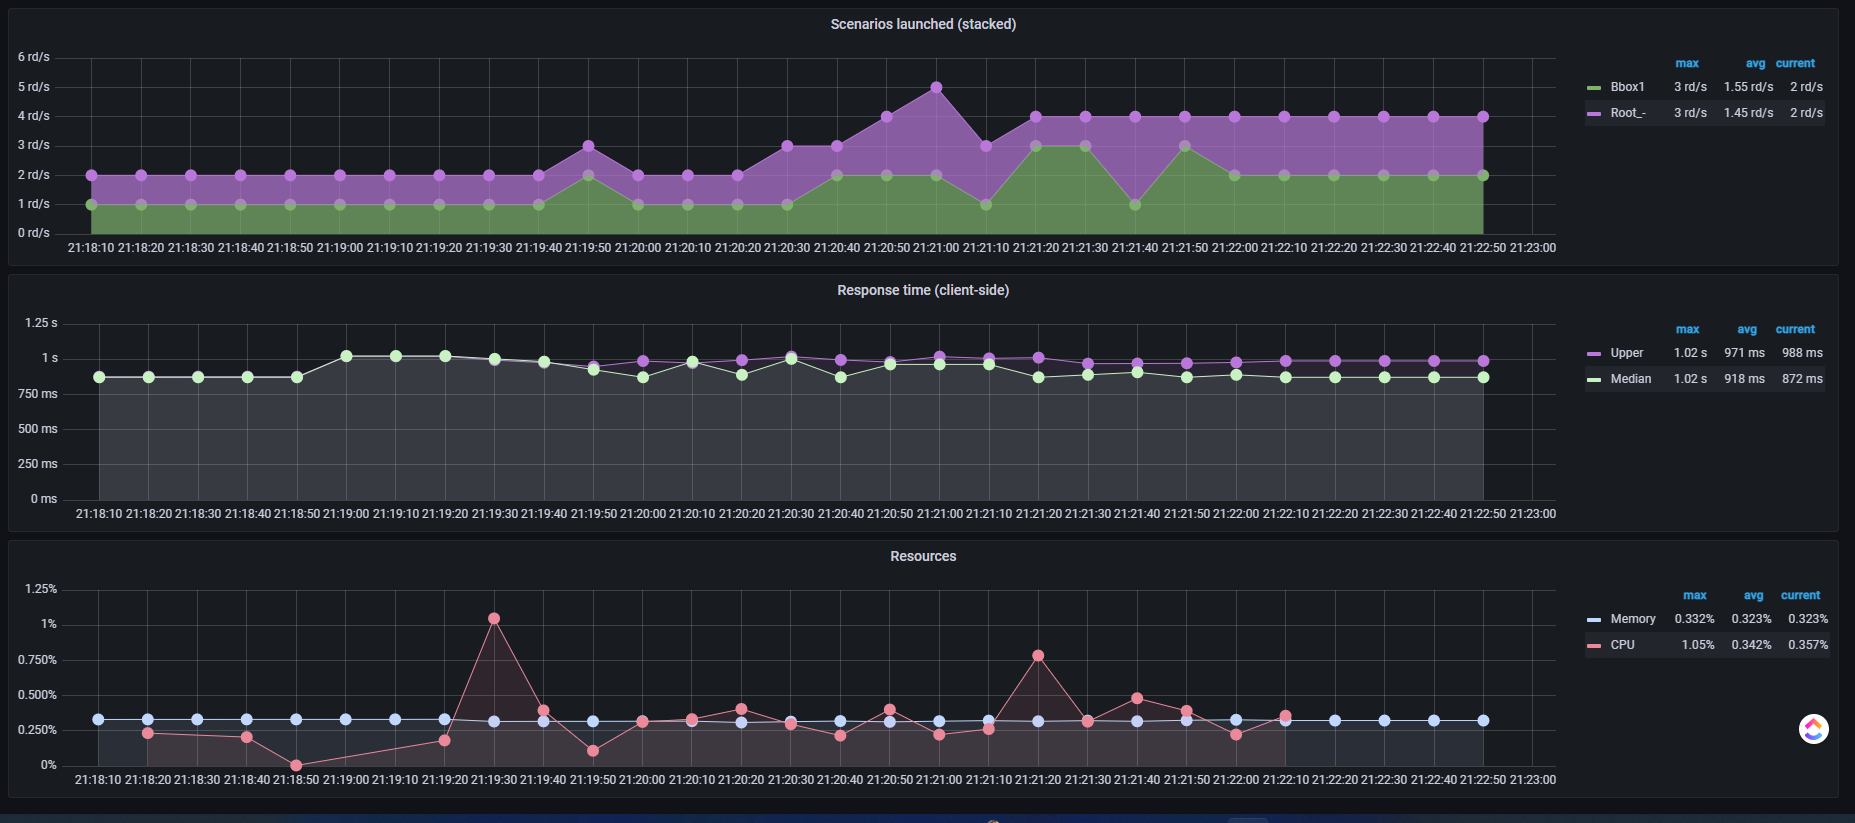 Scenarios launched (stacked)
6 rd/s
5 rd/s
4 rd/s
3 rd/s
2 rd/s
1 rd/s
0 rd/s
21:18:10 21:18:20 21:18:30 21:18:40 21:18:50 21:19:00 21:19:10 21:19:20 21:19:30 21:19:40 21:19:50 21:20:00 21:20:10 21:20:20 21:20:30 21:20:40 21:20:50 21:21:00 21:21:10 21:21:20 21:21:30 21:21:40 21:21:50 21:22:00 21:22:10 21:22:20 21:22:30 21:22:40 21:22:50 21:23:00
max avg current
Bbox1 3 rd/s 1.55 rd/s 2 rd/s
Root_- 3 rd/s 1.45 rd/s 2 rd/s
Response time (client-side)
1.25 s
1 s
750 ms
500 ms
250 ms
0 ms
21:18:10 21:18:20 21:18:30 21:18:40 21:18:50 21:19:00 21:19:10 21:19:20 21:19:30 21:19:40 21:19:50 21:20:00 21:20:10 21:20:20 21:20:30 21:20:40 21:20:50 21:21:00 21:21:10 21:21:20 21:21:30 21:21:40 21:21:50 21:22:00 21:22:10 21:22:20 21:22:30 21:22:40 21:22:50 21:23:00
max avg current
Upper 1.02 s 971 ms 988 ms
Median 1.02 s 918 ms 872 ms
Resources
1.25%
1%
0.750%
0.500%
0.250%
0%
21:18:10 21:18:20 21:18:30 21:18:40 21:18:50 21:19:00 21:19:10 21:19:20 21:19:30 21:19:40 21:19:50 21:20:00 21:20:10 21:20:20 21:20:30 21:20:40 21:20:50 21:21:00 21:21:10 21:21:20 21:21:30 21:21:40 21:21:50 21:22:00 21:22:10 21:22:20 21:22:30 21:22:40 21:22:50 21:23:00
max avg current
Memory 0.332% 0.323% 0.323%
CPU 1.05% 0.342% 0.357%